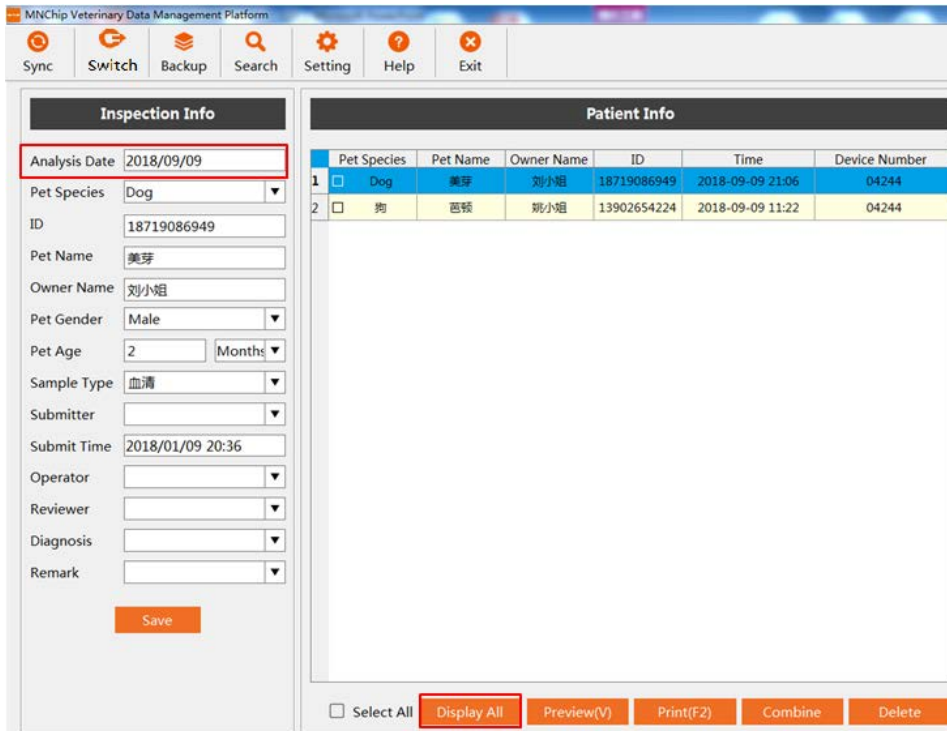 MNChip Veterinary Data Management Platform
Sync Switch Backup Search Setting Help Exit
Inspection Info
Analysis Date 2018/09/09
Pet Species Dog
ID 18719086949
Pet Name 美芽
Owner Name 刘小姐
Pet Gender Male
Pet Age 2 Months
Sample Type 血清
Submitter
Submit Time 2018/01/09 20:36
Operator
Reviewer
Diagnosis
Remark
Save
Patient Info
Pet Species Pet Name Owner Name ID Time Device Number
1 Dog 美芽 刘小姐 18719086949 2018-09-09 21:06 04244
2 狗 芭顿 姚小姐 13902654224 2018-09-09 11:22 04244
Select All Display All Preview(V) Print(F2) Combine Delete